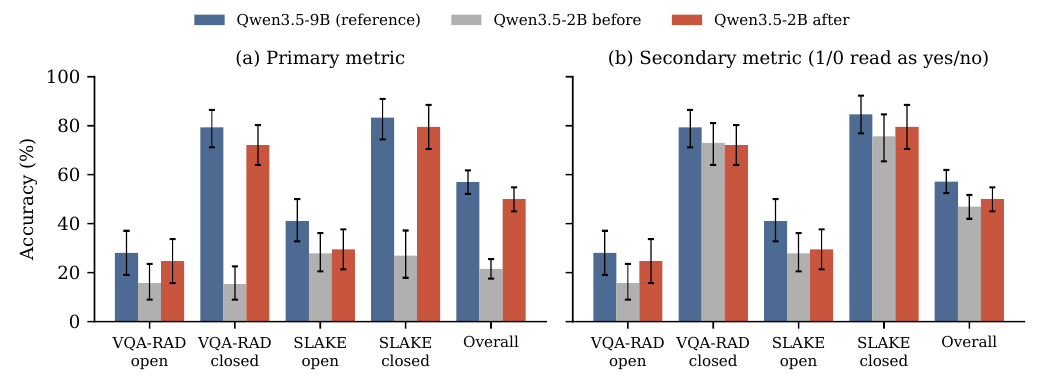 Qwen3.5-9B (reference) Qwen3.5-2B before Qwen3.5-2B after
(a) Primary metric
(b) Secondary metric (1/0 read as yes/no)
Accuracy (%)
100
80
60
40
20
0
VQA-RAD open
VQA-RAD closed
SLAKE open
SLAKE closed
Overall
VQA-RAD open
VQA-RAD closed
SLAKE open
SLAKE closed
Overall